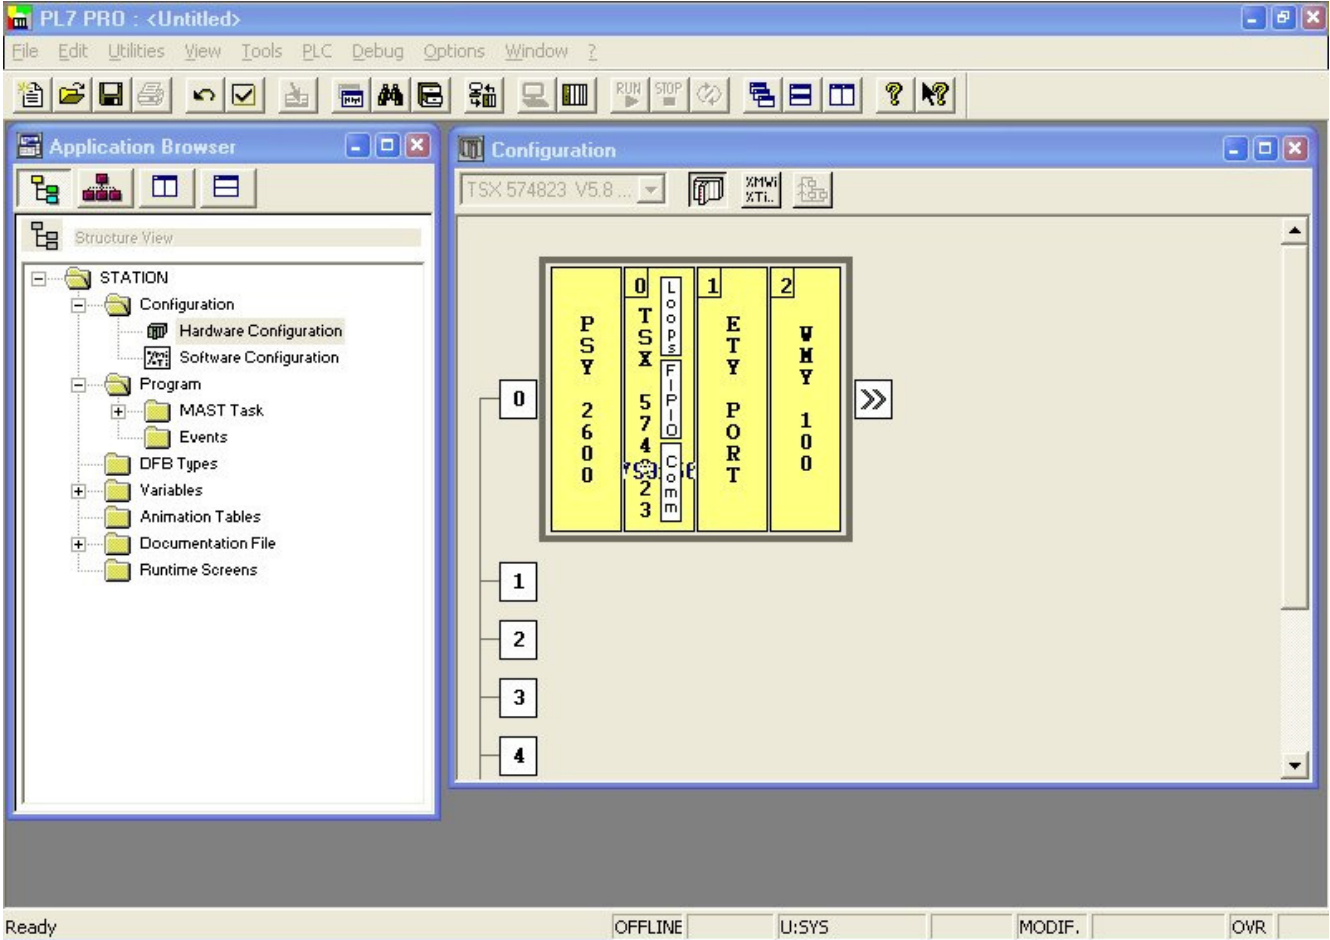 PL7 PRO : <Untitled>
File Edit Utilities View Tools PLC Debug Options Window ?
RUN STOP
Application Browser
Structure View
STATION
Configuration
Hardware Configuration
Software Configuration
Program
MAST Task
Events
DFB Types
Variables
Animation Tables
Documentation File
Runtime Screens
Configuration
TSX 574823 V5.8 ...
%MWi
%Ti..
0
PSY 2600
0
TSX 574823
Loops
FIPIO
Comm
1
ETY PORT
2
WMY 100
>>
1
2
3
4
Ready OFFLINE U:SYS MODIF. OVR